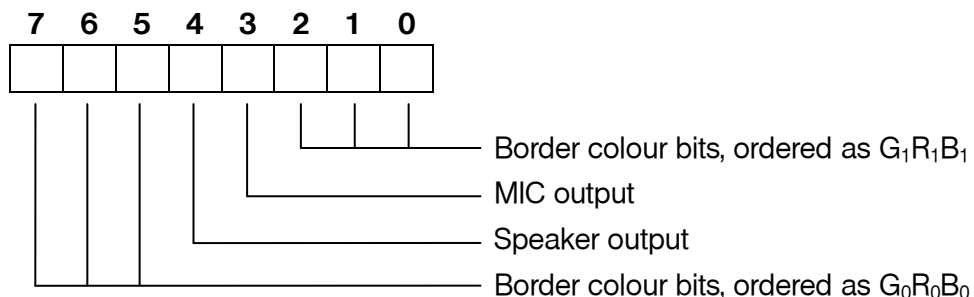 7 6 5 4 3 2 1 0
Border colour bits, ordered as G₁R₁B₁
MIC output
Speaker output
Border colour bits, ordered as G₀R₀B₀